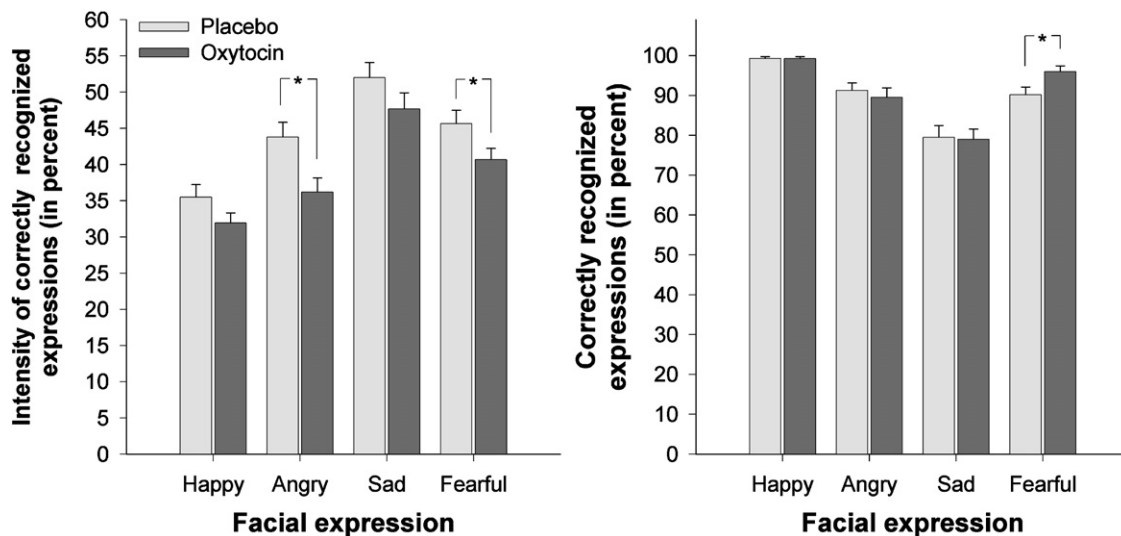 Intensity of correctly recognized
expressions (in percent)
60
55
50
45
40
35
30
25
20
15
10
5
0
Placebo
Oxytocin
*
*
Happy
Angry
Sad
Fearful
Facial expression
Correctly recognized
expressions (in percent)
100
90
80
70
60
50
40
30
20
10
0
*
Happy
Angry
Sad
Fearful
Facial expression